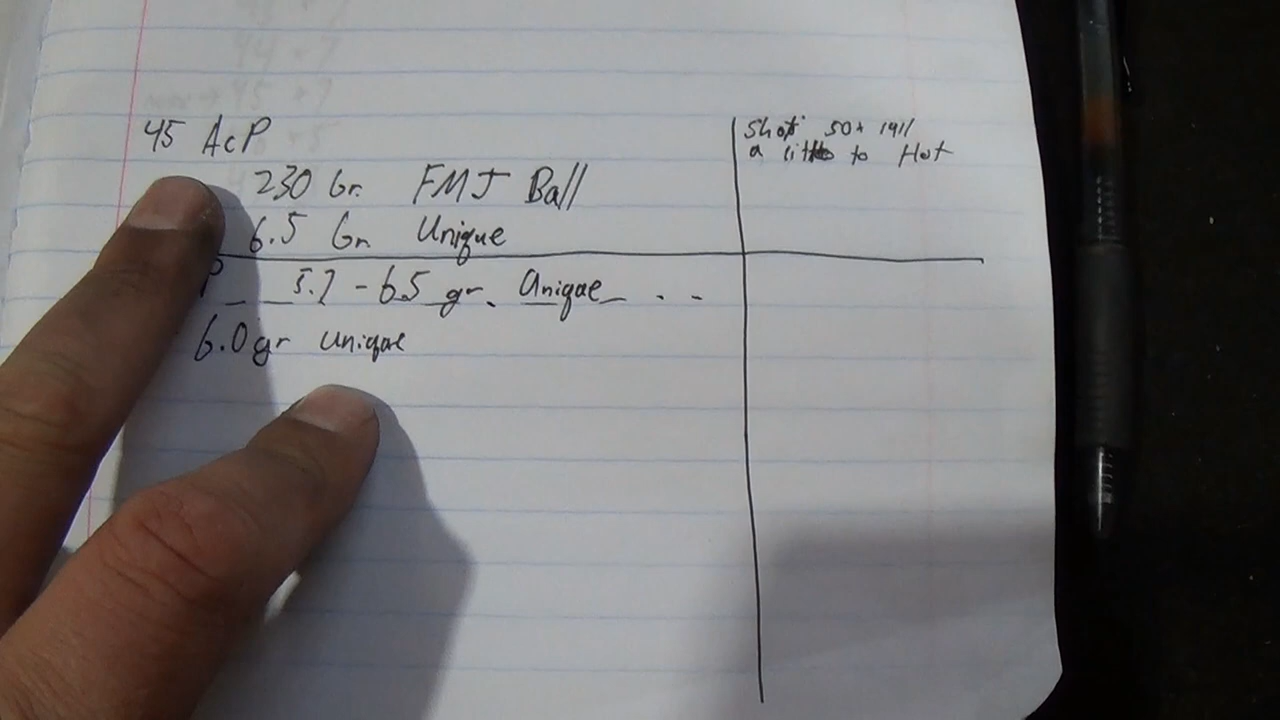 45 ACP
230 Gr. FMJ Ball
6.5 Gr Unique
Shot 50x 1911
a little to Hot
P 5.7 - 6.5 gr. Unique . .
6.0 gr unique